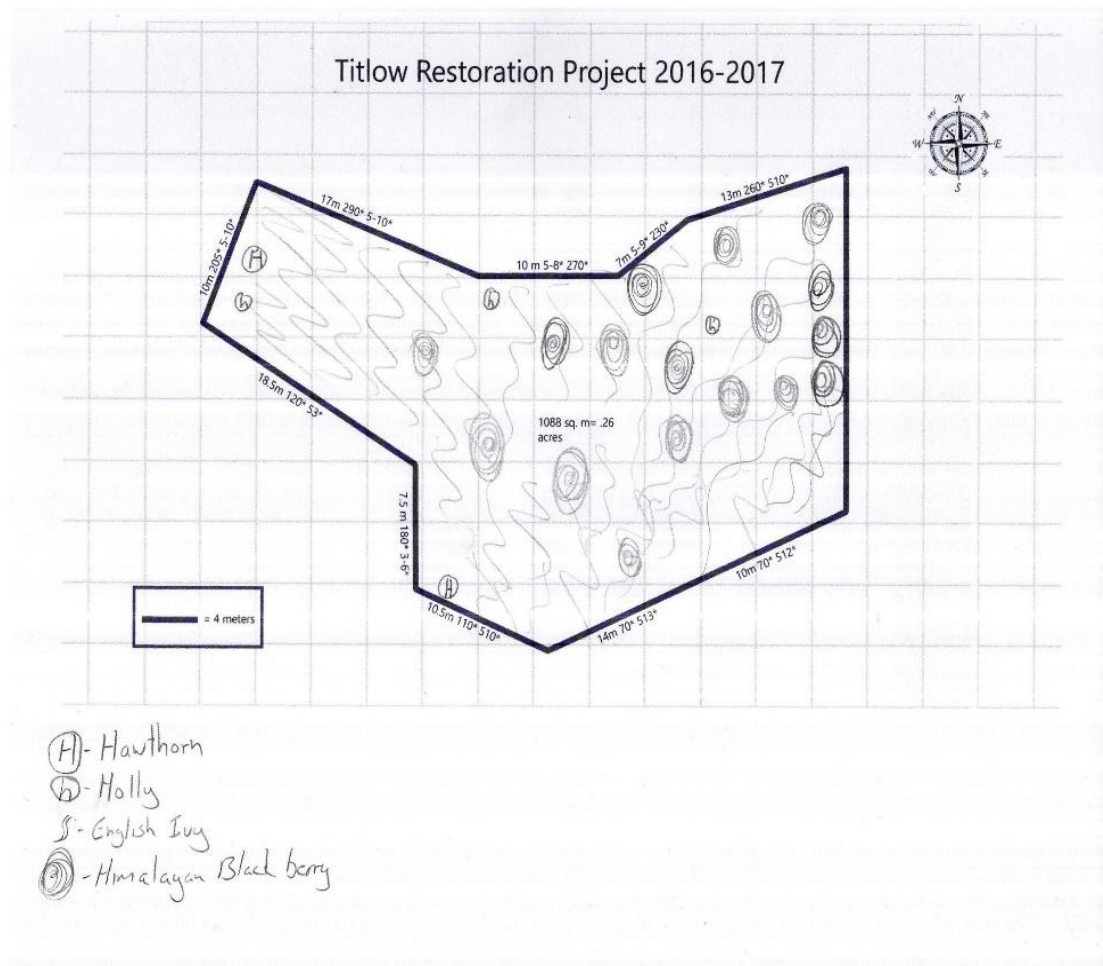 Titlow Restoration Project 2016-2017
N
W
E
S
13m 260° 510°
17m 290° 5-10°
7m 5-9° 230°
10 m 5-8° 270°
10m 205° 5-10°
H
h
h
h
18.5m 120° 53°
1088 sq. m= .26
acres
7.5 m 180° 3-6°
H
10m 70° 512°
10.5m 110° 510°
14m 70° 513°
= 4 meters
H - Hawthorn
h - Holly
S - English Ivy
- Himalayan Black berry